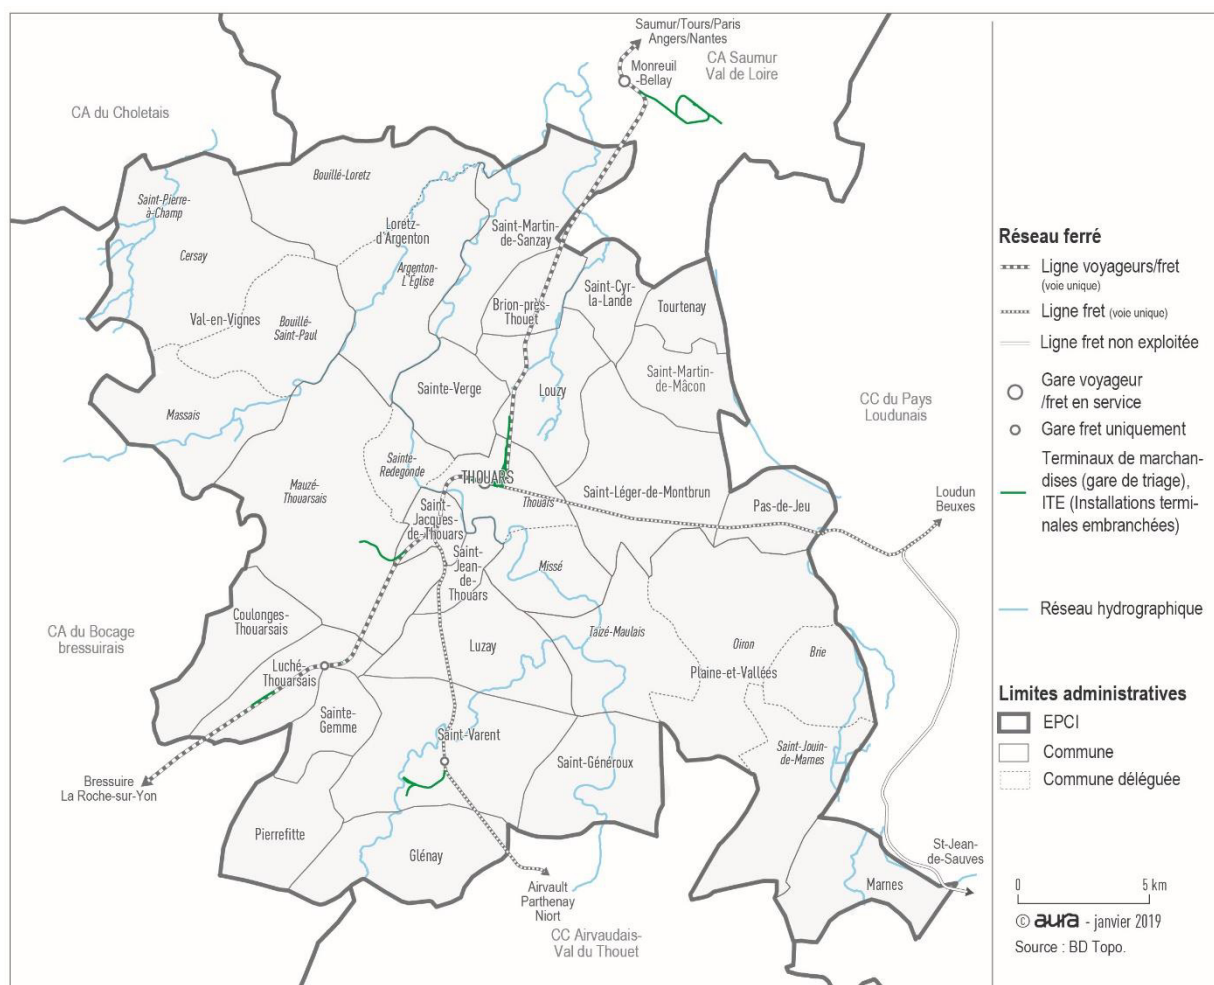 Saumur/Tours/Paris
Angers/Nantes
CA Saumur
Val de Loire
Monreuil
-Bellay
CA du Choletais
Bouillé-Loretz
Saint-Pierre-
à-Champ
Loretz-
d'Argenton
Saint-Martin-
de-Sanzay
Cersay
Argenton-
L'Église
Saint-Cyr-
la-Lande
Brion-près-
Thouet
Tourtenay
Val-en-Vignes
Bouillé-
Saint-Paul
Saint-Martin-
de-Mâcon
Sainte-Verge
Louzy
CC du Pays
Loudunais
Massais
Sainte-
Redegonde
THOUARS
Mauzé-
Thouarsais
Saint-Léger-de-Montbrun
Thouars
Pas-de-Jeu
Loudun
Beuxes
Saint-
Jacques-
de-Thouars
Saint-
Jean-
de-
Thouars
Missé
Coulonges-
Thouarsais
CA du Bocage
bressuirais
Taizé-Maulais
Luzay
Oiron
Brie
Plaine-et-Vallées
Luché-
Thouarsais
Sainte-
Gemme
Saint-Varent
Saint-Jouin-
de-Marnes
Saint-Généroux
Bressuire
La Roche-sur-Yon
Pierrefitte
Glénay
St-Jean-
de-Sauves
Marnes
Airvault
Parthenay
Niort
CC Airvaudais-
Val du Thouet
Réseau ferré
Ligne voyageurs/fret
(voie unique)
Ligne fret (voie unique)
Ligne fret non exploitée
Gare voyageur
/fret en service
Gare fret uniquement
Terminaux de marchan-
dises (gare de triage),
ITE (Installations termi-
nales embranchées)
Réseau hydrographique
Limites administratives
EPCI
Commune
Commune déléguée
0 5 km
© aura - janvier 2019
Source : BD Topo.